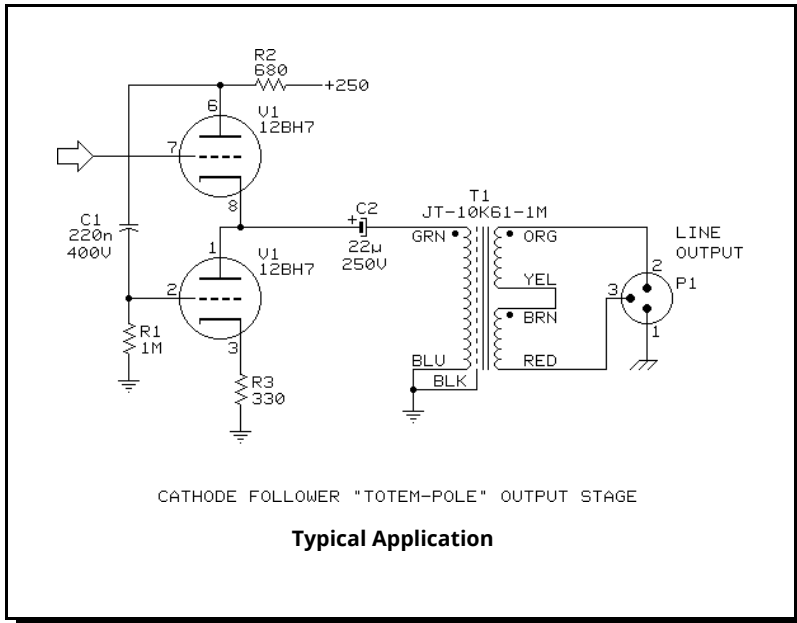 R2
680
+250
6
V1
12BH7
7
8
C1
220n
400V
C2
+
22µ
250V
T1
JT-10K61-1M
GRN
ORG
LINE
OUTPUT
1
V1
12BH7
2
YEL
2
3
P1
BRN
R1
1M
3
1
BLU
RED
BLK
R3
330
CATHODE FOLLOWER "TOTEM-POLE" OUTPUT STAGE
Typical Application